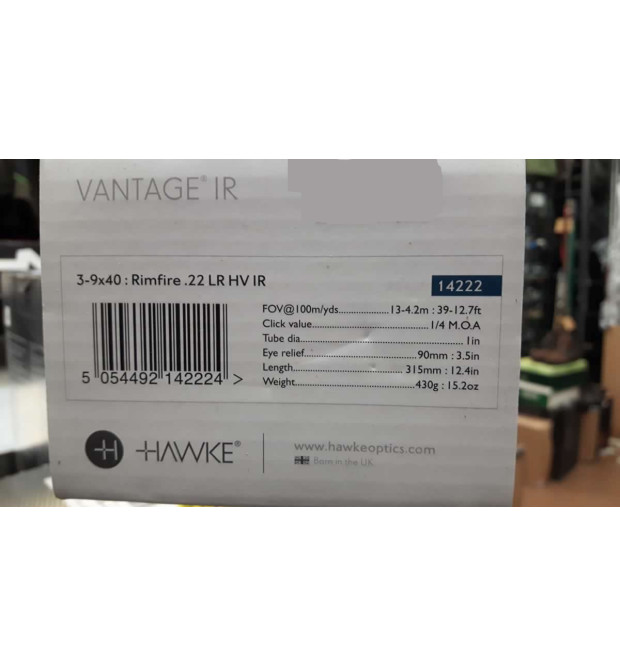 VANTAGE® IR
3-9x40 : Rimfire .22 LR HV IR
14222
FOV@100m/yds.................13-4.2m : 39-12.7ft
Click value........................................1/4 M.O.A
Tube dia.......................................................1in
Eye relief.......................................90mm : 3.5in
Length.......................................315mm : 12.4in
Weight.........................................430g : 15.2oz
5 054492 142224 >
H HAWKE®
www.hawkeoptics.com
Born in the UK